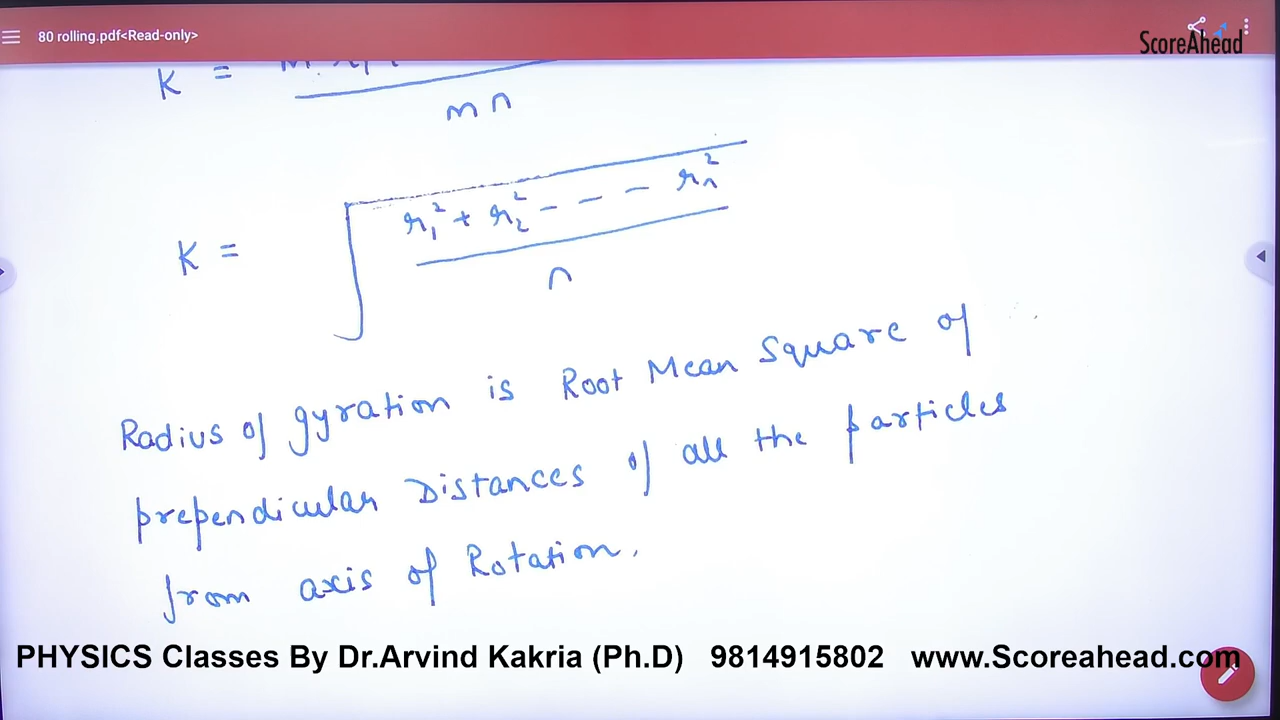 80 rolling.pdf<Read-only>
ScoreAhead
K =
m n
K = √ r₁² + r₂² - - - rₙ²
n
Radius of gyration is Root Mean Square of
prependicular Distances of all the particles
from axis of Rotation.
PHYSICS Classes By Dr.Arvind Kakria (Ph.D) 9814915802 www.Scoreahead.com